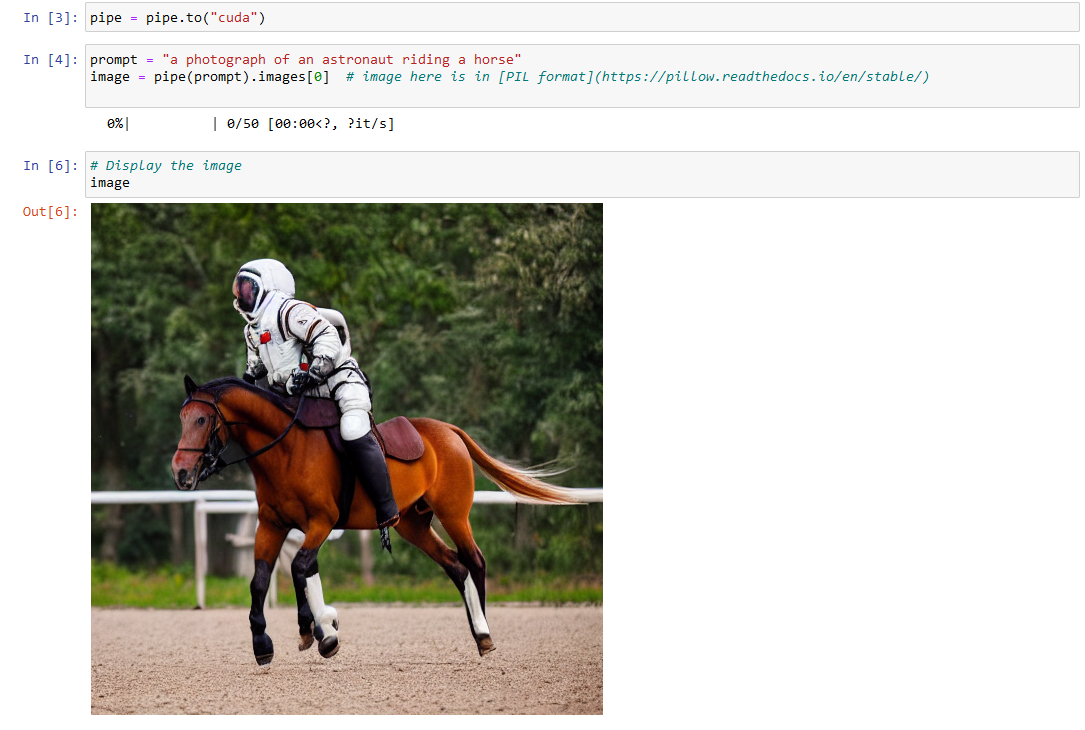 In [3]: pipe = pipe.to("cuda")
In [4]: prompt = "a photograph of an astronaut riding a horse"
image = pipe(prompt).images[0]  # image here is in [PIL format](https://pillow.readthedocs.io/en/stable/)
0%|          | 0/50 [00:00<?, ?it/s]
In [6]: # Display the image
image
Out[6]: